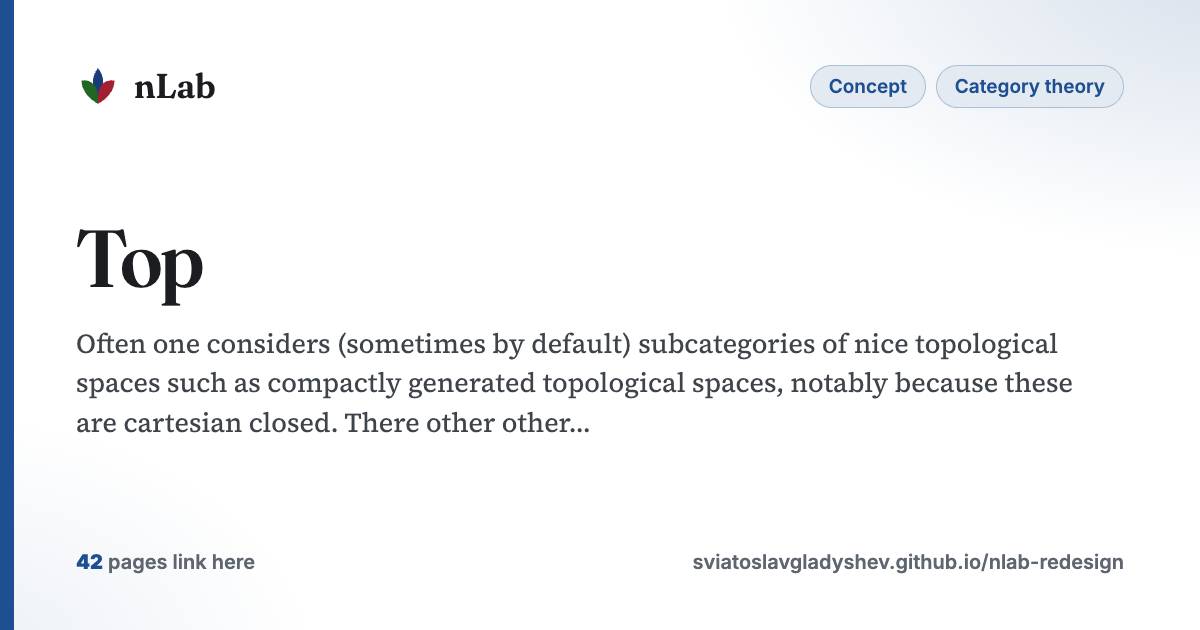 nLab
Concept
Category theory
Top
Often one considers (sometimes by default) subcategories of nice topological
spaces such as compactly generated topological spaces, notably because these
are cartesian closed. There other other...
42 pages link here
sviatoslavgladyshev.github.io/nlab-redesign